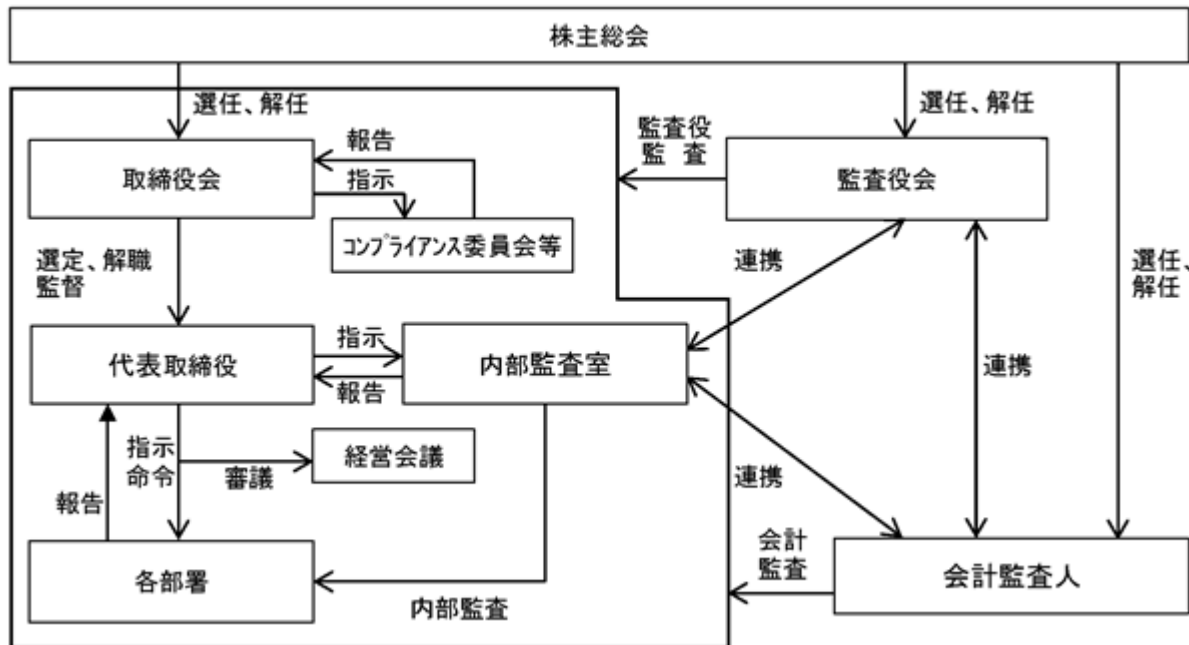 株主総会
選任、解任
選任、解任
選任、
解任
取締役会
報告
指示
コンプライアンス委員会等
監査役
監 査
監査役会
選定、解職
監督
連携
連携
代表取締役
指示
報告
内部監査室
報告
指示
命令
審議
経営会議
連携
各部署
内部監査
会計
監査
会計監査人